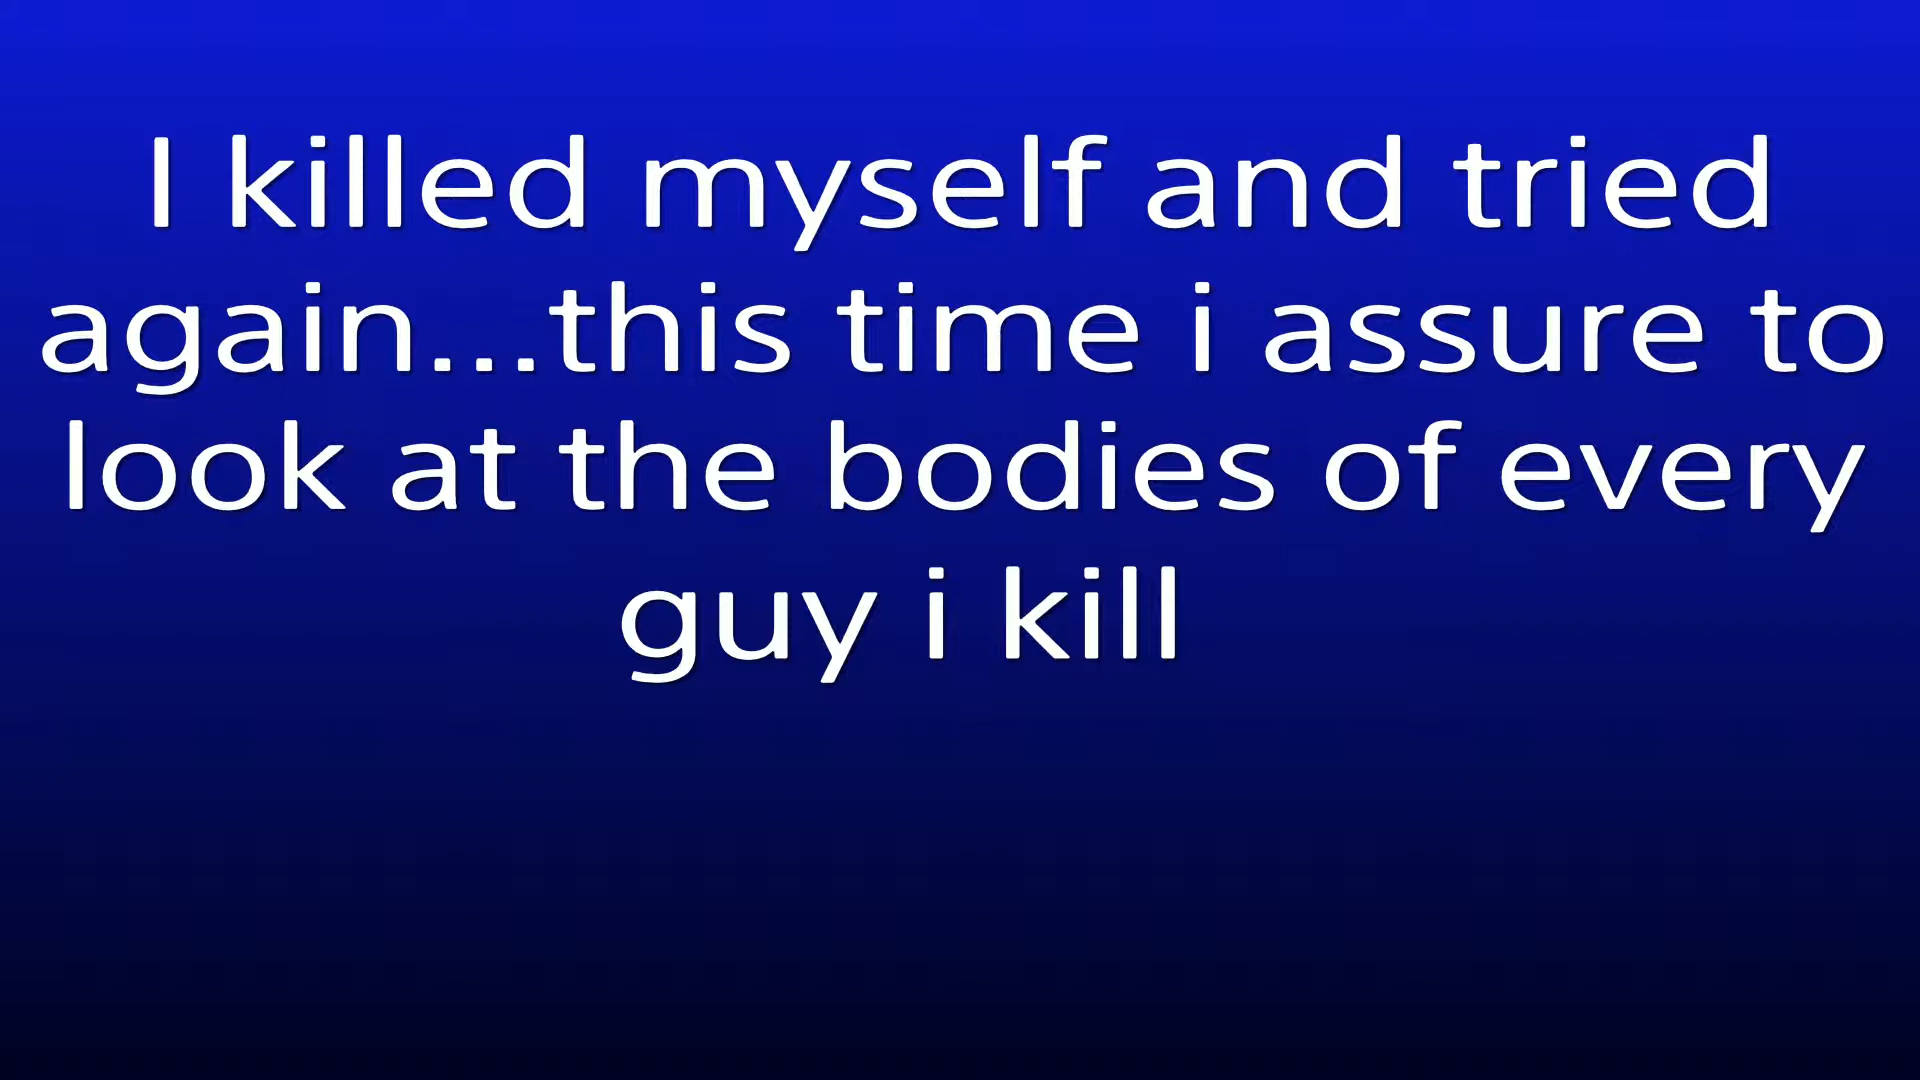 I killed myself and tried
again...this time i assure to
look at the bodies of every
guy i kill